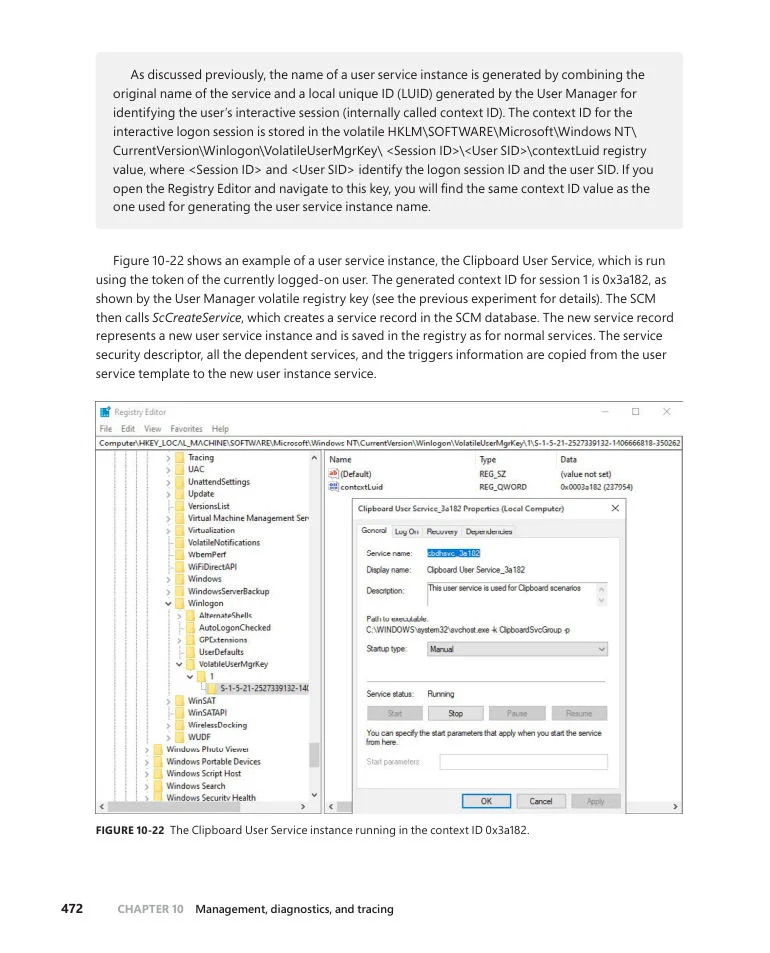 As discussed previously, the name of a user service instance is generated by combining the
original name of the service and a local unique ID (LUID) generated by the User Manager for
identifying the user's interactive session (internally called context ID). The context ID for the
interactive logon session is stored in the volatile HKLM\SOFTWARE\Microsoft\Windows NT\
CurrentVersion\Winlogon\VolatileUserMgrKey\ <Session ID>\<User SID>\contextLuid registry
value, where <Session ID> and <User SID> identify the logon session ID and the user SID. If you
open the Registry Editor and navigate to this key, you will find the same context ID value as the
one used for generating the user service instance name.
Figure 10-22 shows an example of a user service instance, the Clipboard User Service, which is run
using the token of the currently logged-on user. The generated context ID for session 1 is 0x3a182, as
shown by the User Manager volatile registry key (see the previous experiment for details). The SCM
then calls ScCreateService, which creates a service record in the SCM database. The new service record
represents a new user service instance and is saved in the registry as for normal services. The service
security descriptor, all the dependent services, and the triggers information are copied from the user
service template to the new user instance service.
Registry Editor
File Edit View Favorites Help
Computer\HKEY_LOCAL_MACHINE\SOFTWARE\Microsoft\Windows NT\CurrentVersion\Winlogon\VolatileUserMgrKey\1\S-1-5-21-2527339132-1406666818-350262
Tracing
UAC
UnattendSettings
Update
VersionsList
Virtual Machine Management Ser
Virtualization
VolatileNotifications
WbemPerf
WiFiDirectAPI
Windows
WindowsServerBackup
Winlogon
AlternateShells
AutoLogonChecked
GPExtensions
UserDefaults
VolatileUserMgrKey
1
S-1-5-21-2527339132-140
WinSAT
WinSATAPI
WirelessDocking
WUDF
Windows Photo Viewer
Windows Portable Devices
Windows Script Host
Windows Search
Windows Security Health
Name Type Data
(Default) REG_SZ (value not set)
contextLuid REG_QWORD 0x0003a182 (237954)
Clipboard User Service_3a182 Properties (Local Computer)
General Log On Recovery Dependencies
Service name: cbdhsvc_3a182
Display name: Clipboard User Service_3a182
Description: This user service is used for Clipboard scenarios
Path to executable:
C:\WINDOWS\system32\svchost.exe -k ClipboardSvcGroup -p
Startup type: Manual
Service status: Running
Start Stop Pause Resume
You can specify the start parameters that apply when you start the service
from here.
Start parameters:
OK Cancel Apply
FIGURE 10-22 The Clipboard User Service instance running in the context ID 0x3a182.
472 CHAPTER 10 Management, diagnostics, and tracing